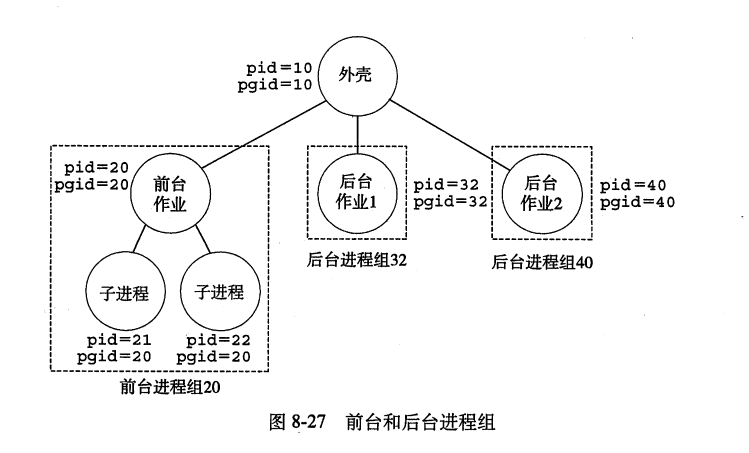 pid=10
pgid=10
外壳
pid=20
pgid=20
前台
作业
后台
作业1
pid=32
pgid=32
后台
作业2
pid=40
pgid=40
子进程
子进程
后台进程组32
后台进程组40
pid=21
pgid=20
pid=22
pgid=20
前台进程组20
图 8-27 前台和后台进程组